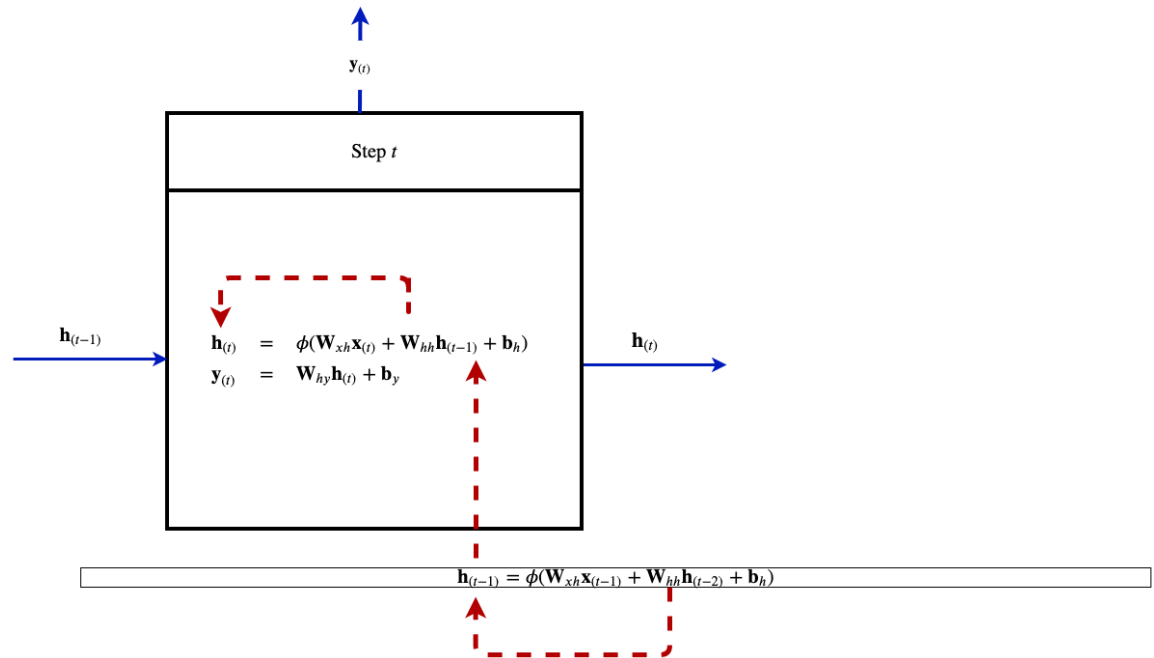 y(t)
Step t
h(t−1)
h(t) = ϕ(Wxhx(t) + Whhh(t−1) + bh)
y(t) = Whyh(t) + by
h(t)
h(t−1) = ϕ(Wxhx(t−1) + Whhh(t−2) + bh)